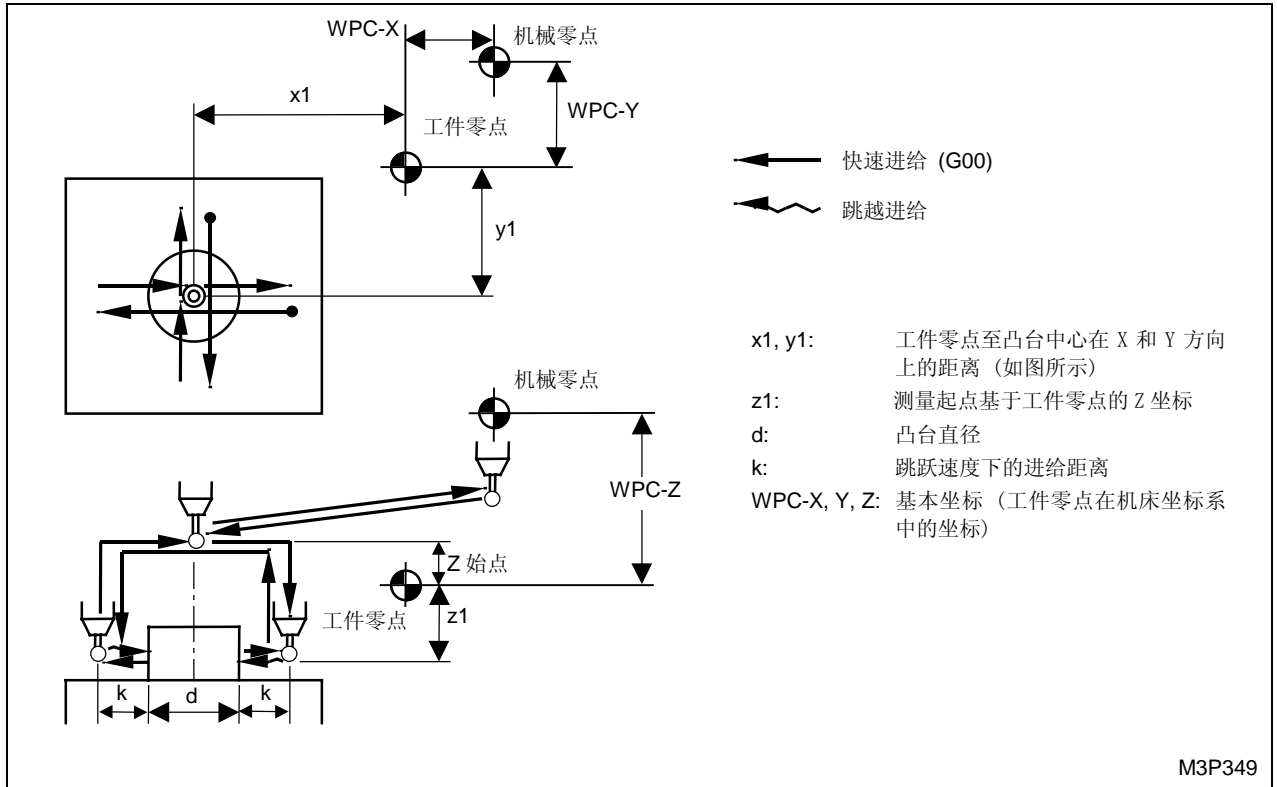 WPC-X
机械零点
x1
WPC-Y
工件零点
快速进给 (G00)
跳越进给
y1
x1, y1: 工件零点至凸台中心在 X 和 Y 方向
上的距离 (如图所示)
机械零点
z1: 测量起点基于工件零点的 Z 坐标
d: 凸台直径
k: 跳跃速度下的进给距离
WPC-Z
WPC-X, Y, Z: 基本坐标 (工件零点在机床坐标系
中的坐标)
Z 始点
工件零点
z1
k
d
k
M3P349